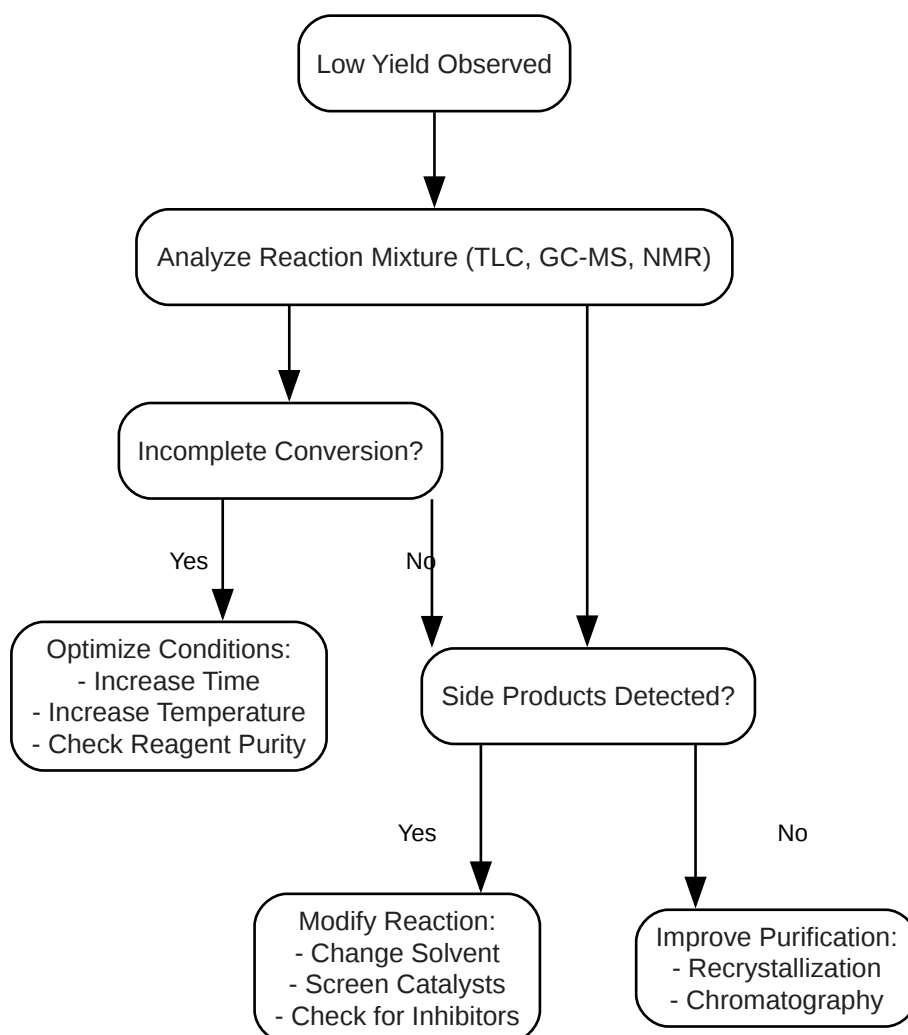 Low Yield Observed
Analyze Reaction Mixture (TLC, GC-MS, NMR)
Incomplete Conversion?
Yes
No
Optimize Conditions:
- Increase Time
- Increase Temperature
- Check Reagent Purity
Side Products Detected?
Yes
No
Modify Reaction:
- Change Solvent
- Screen Catalysts
- Check for Inhibitors
Improve Purification:
- Recrystallization
- Chromatography